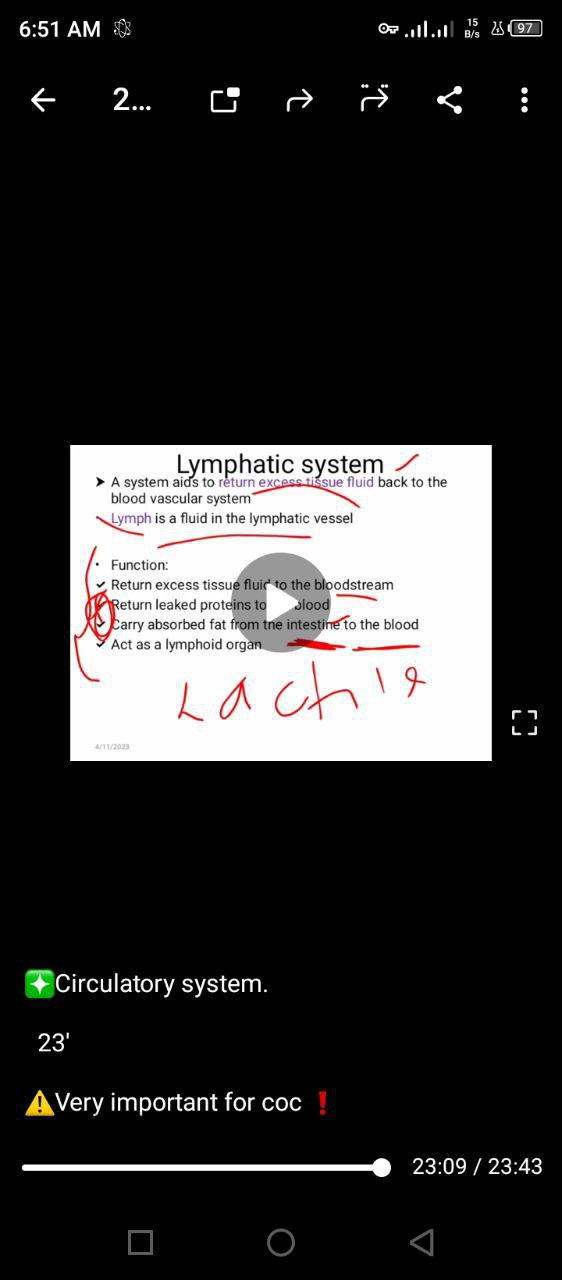 6:51 AM
15
B/s
97
2...
Lymphatic system
➤ A system aids to return excess tissue fluid back to the
blood vascular system
Lymph is a fluid in the lymphatic vessel
• Function:
✓ Return excess tissue fluid to the bloodstream
Return leaked proteins to blood
✓ Carry absorbed fat from the intestine to the blood
✓ Act as a lymphoid organ
4/11/2023
Circulatory system.
23'
⚠️Very important for coc ❗
23:09 / 23:43